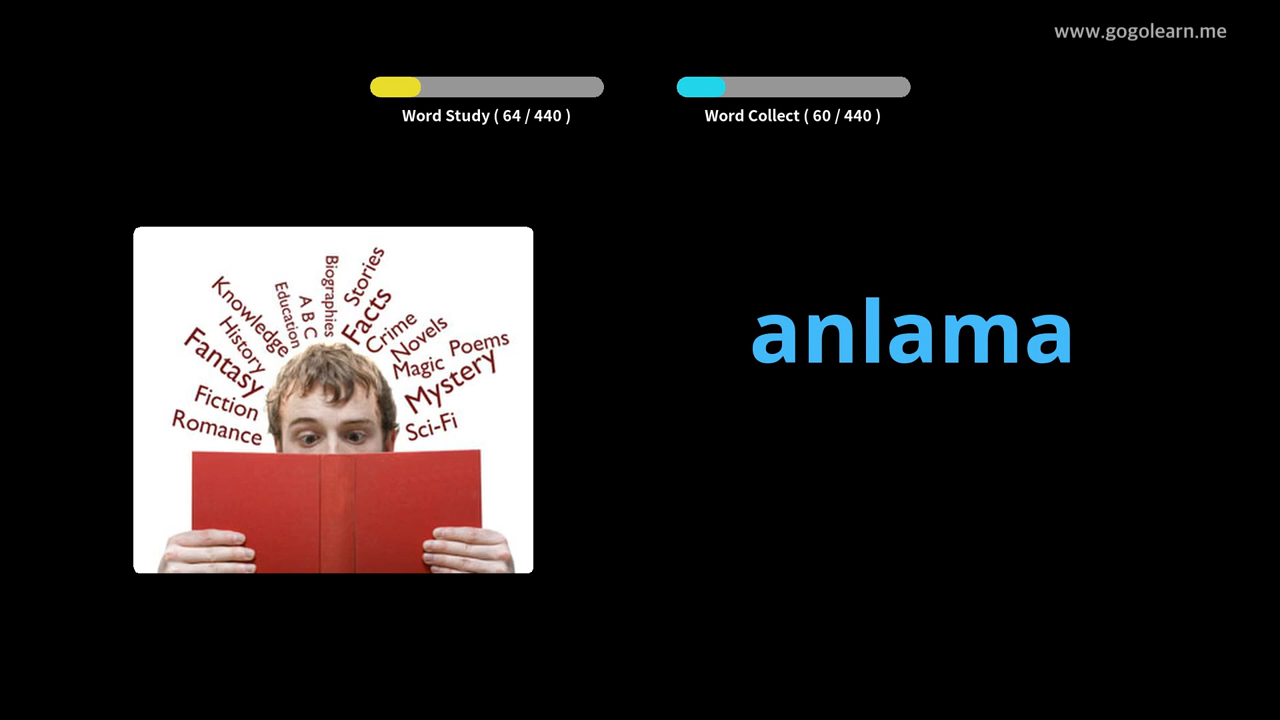 www.gogolearn.me
Word Study ( 64 / 440 )
Word Collect ( 60 / 440 )
Knowledge
History
Fantasy
Fiction
Romance
Education
A B C
Biographies
Stories
Facts
Crime
Novels
Magic
Poems
Mystery
Sci-Fi
anlama